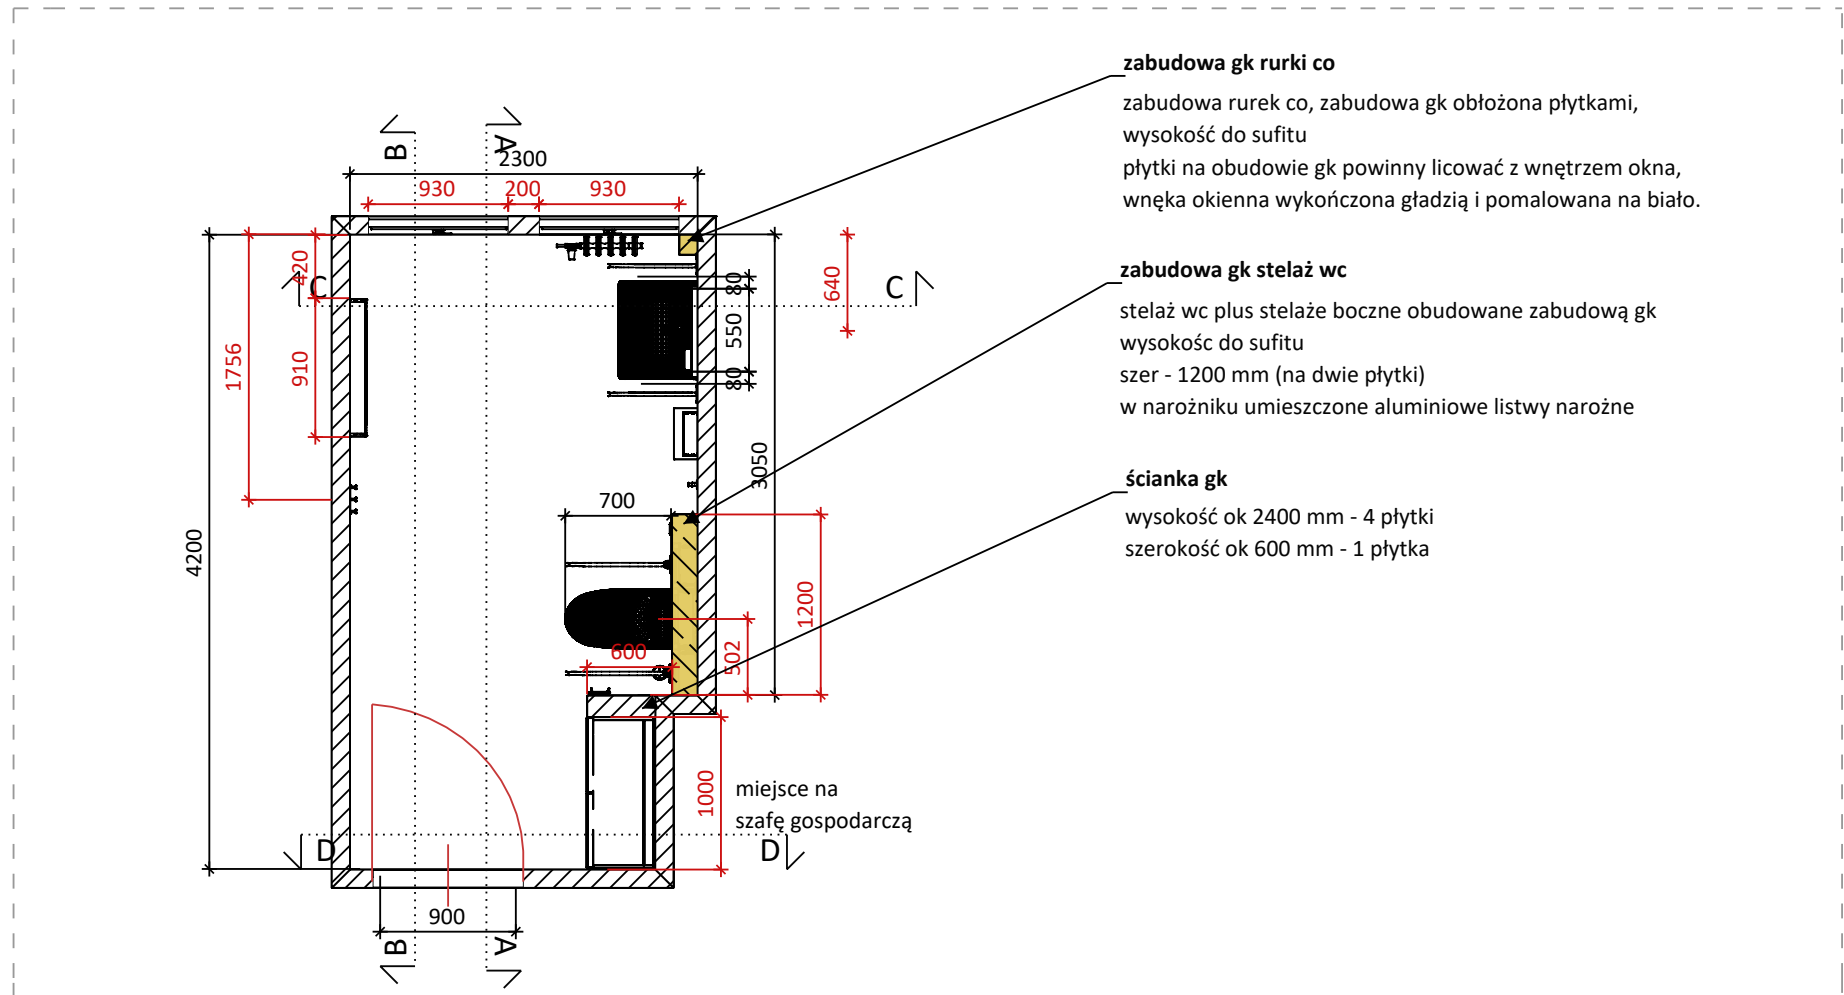 zabudowa gk rurki co
zabudowa rurek co, zabudowa gk obłożona płytkami,
wysokość do sufitu
płytki na obudowie gk powinny licować z wnętrzem okna,
wnęka okienna wykończona gładzią i pomalowana na biało.
zabudowa gk stelaż wc
stelaż wc plus stelaże boczne obudowane zabudową gk
wysokośc do sufitu
szer - 1200 mm (na dwie płytki)
w narożniku umieszczone aluminiowe listwy narożne
ścianka gk
wysokość ok 2400 mm - 4 płytki
szerokość ok 600 mm - 1 płytka
B
A
2300
930
200
930
420
C
C
80
640
550
1756
910
80
3050
700
4200
1200
600
502
1000
miejsce na
szafę gospodarczą
D
D
900
B
A